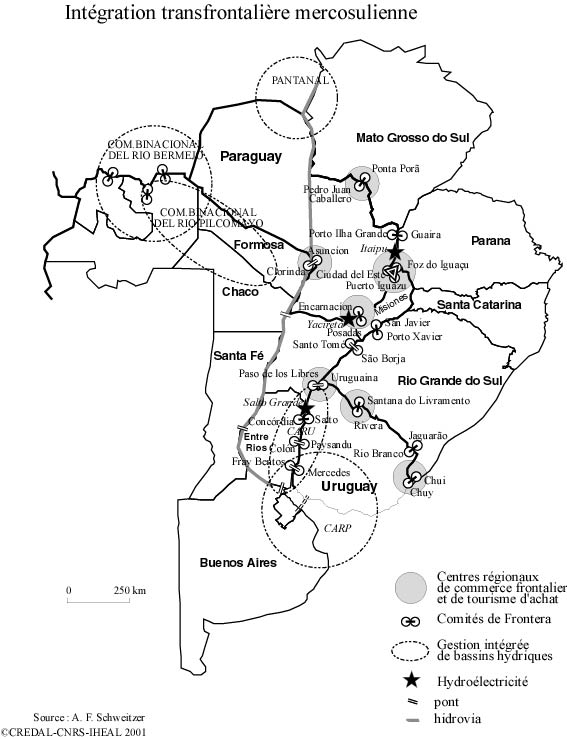 Intégration transfrontalière mercosulienne
PANTANAL
Mato Grosso do Sul
COM.BINACIONAL
DEL RIO BERMEJO
Paraguay
Ponta Porã
Pedro Juan
Caballero
COM.BINACIONAL
DEL RIO PILCOMAYO
Porto Ilha Grande
Guaira
Parana
Formosa
Asuncion
Itaipu
Clorinda
Ciudad del Este
Foz do Iguaçu
Puerto Iguazu
Chaco
Encarnacion
Misiones
Santa Catarina
Yacireta
Posadas
San Javier
Porto Xavier
Santo Tomé
São Borja
Santa Fé
Paso de los Libres
Uruguaina
Rio Grande do Sul
Salto Grande
Santana do Livramento
Concórdia
Salto
Rivera
CARU
Entre
Rios
Colón
Paysandu
Jaguarão
Rio Branco
Fray Bentos
Mercedes
Uruguay
Chui
Chuy
CARP
Buenos Aires
0 250 km
Centres régionaux
de commerce frontalier
et de tourisme d'achat
Comités de Frontera
Gestion intégrée
de bassins hydriques
Hydroélectricité
pont
hidrovia
Source : A. F. Schweitzer
©CREDAL-CNRS-IHEAL 2001